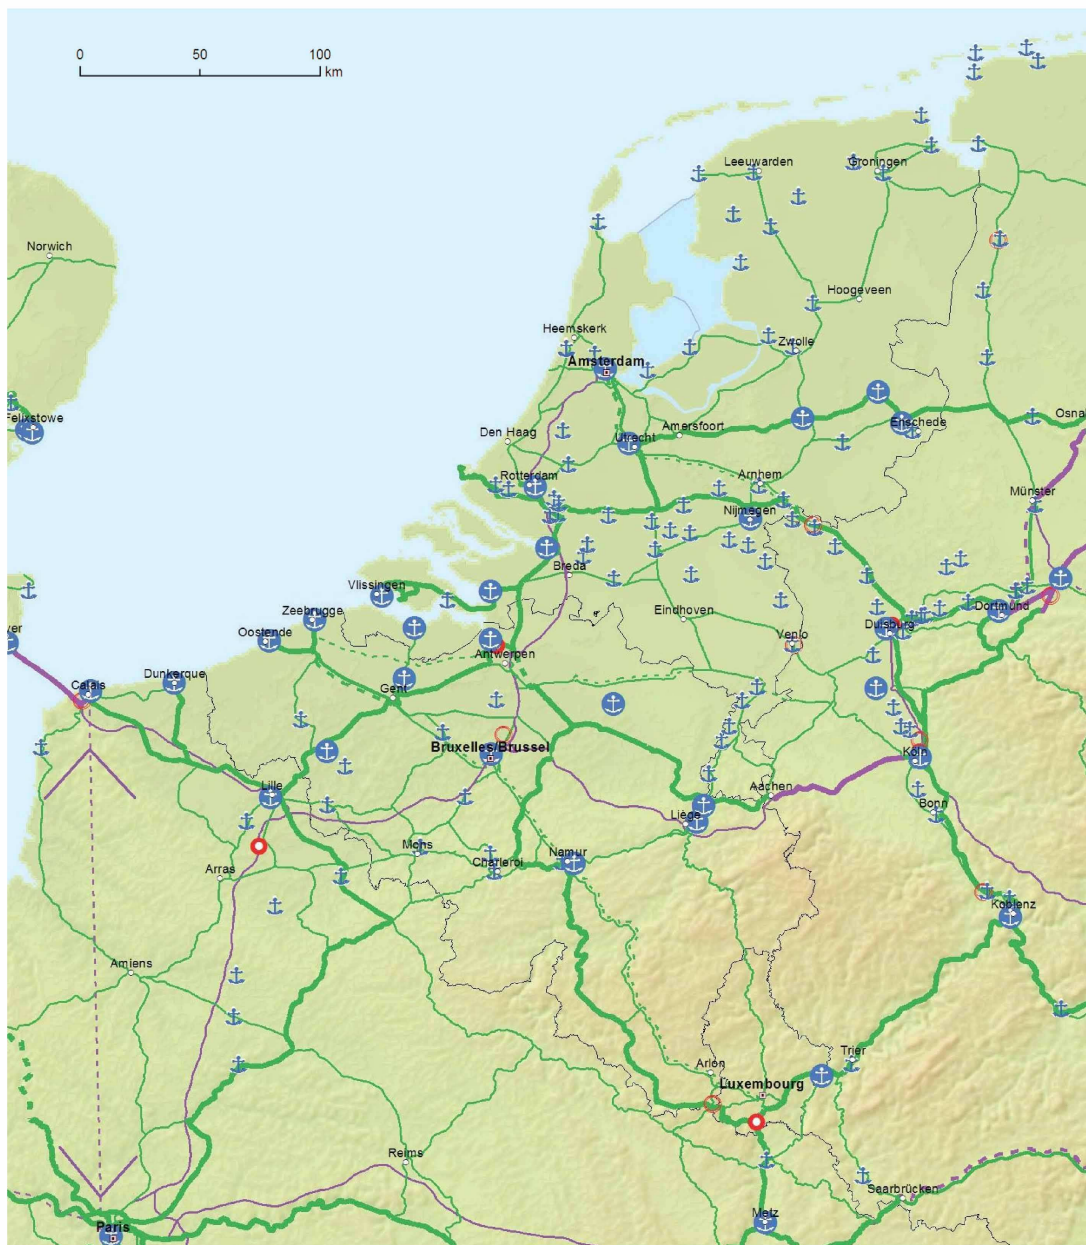 0 50 100
km
Norwich
Leeuwarden
Groningen
Hoogeveen
Heemskerk
Zwolle
Amsterdam
Felixstowe
Den Haag
Utrecht
Amersfoort
Enschede
Osna
Rotterdam
Arnhem
Münster
Nijmegen
Breda
Vlissingen
Zeebrugge
Eindhoven
Dortmund
Oostende
Venlo
Duisburg
ver
Antwerpen
Dunkerque
Calais
Gent
Bruxelles/Brussel
Köln
Lille
Aachen
Liège
Bonn
Mons
Charleroi
Namur
Arras
Koblenz
Amiens
Trier
Arlon
Luxembourg
Reims
Saarbrücken
Metz
Paris